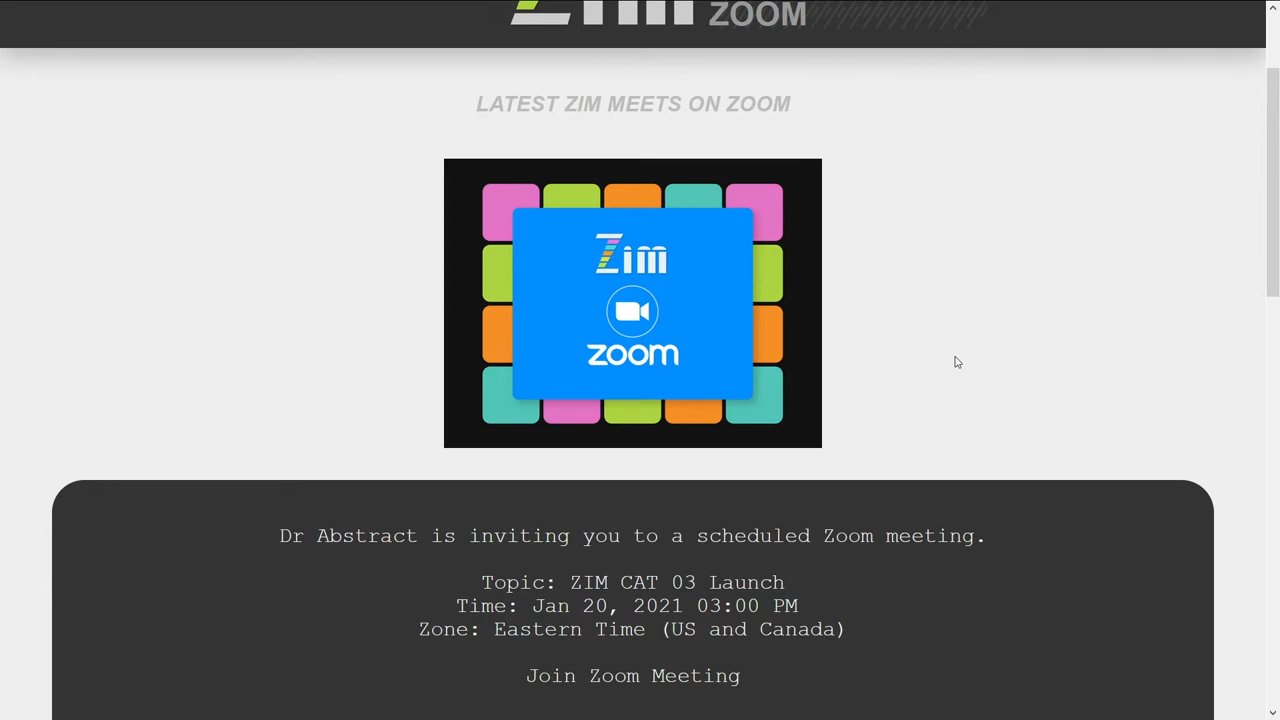 Zim ZOOM
LATEST ZIM MEETS ON ZOOM
Zim
zoom
Dr Abstract is inviting you to a scheduled Zoom meeting.
Topic: ZIM CAT 03 Launch
Time: Jan 20, 2021 03:00 PM
Zone: Eastern Time (US and Canada)
Join Zoom Meeting